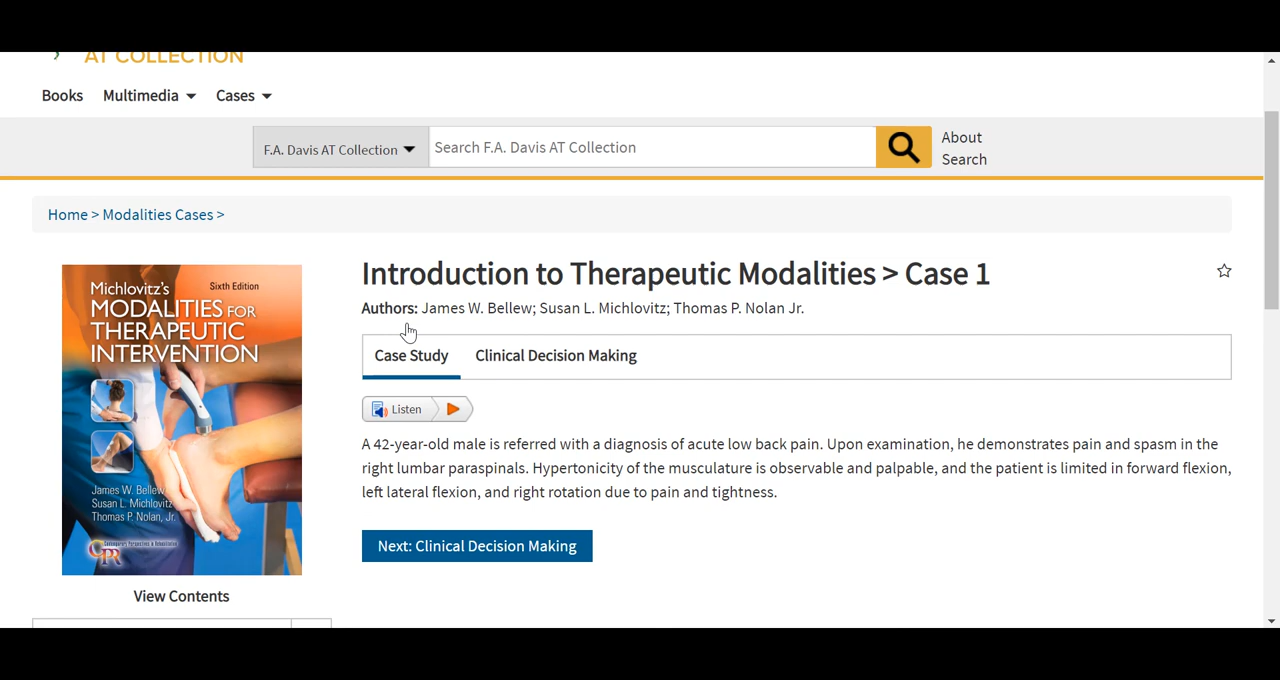 AT COLLECTION
Books Multimedia Cases
F.A. Davis AT Collection Search F.A. Davis AT Collection About
Search
Home > Modalities Cases >
Introduction to Therapeutic Modalities > Case 1
Authors: James W. Bellew; Susan L. Michlovitz; Thomas P. Nolan Jr.
Case Study Clinical Decision Making
Listen
A 42-year-old male is referred with a diagnosis of acute low back pain. Upon examination, he demonstrates pain and spasm in the
right lumbar paraspinals. Hypertonicity of the musculature is observable and palpable, and the patient is limited in forward flexion,
left lateral flexion, and right rotation due to pain and tightness.
Next: Clinical Decision Making
Michlovitz's Sixth Edition
MODALITIES FOR
THERAPEUTIC
INTERVENTION
James W. Bellew
Susan L. Michlovitz
Thomas P. Nolan, Jr.
Contemporary Perspectives in Rehabilitation
CPR
View Contents